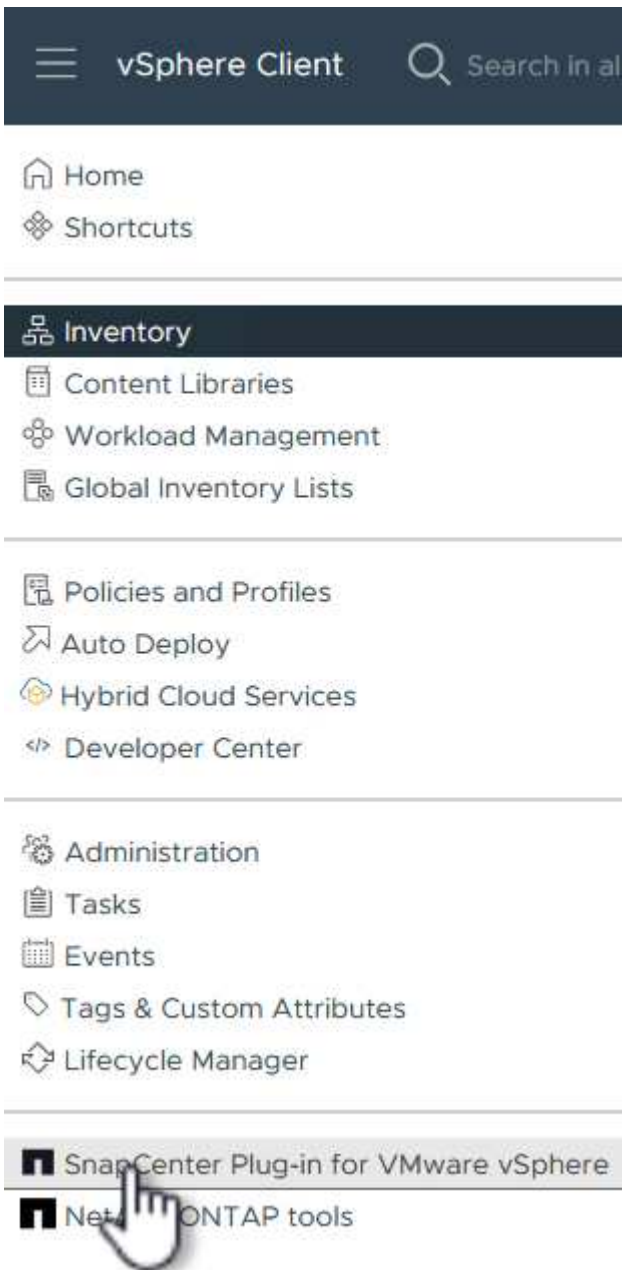 vSphere Client
Search in al
Home
Shortcuts
Inventory
Content Libraries
Workload Management
Global Inventory Lists
Policies and Profiles
Auto Deploy
Hybrid Cloud Services
Developer Center
Administration
Tasks
Events
Tags & Custom Attributes
Lifecycle Manager
SnapCenter Plug-in for VMware vSphere
ONTAP tools